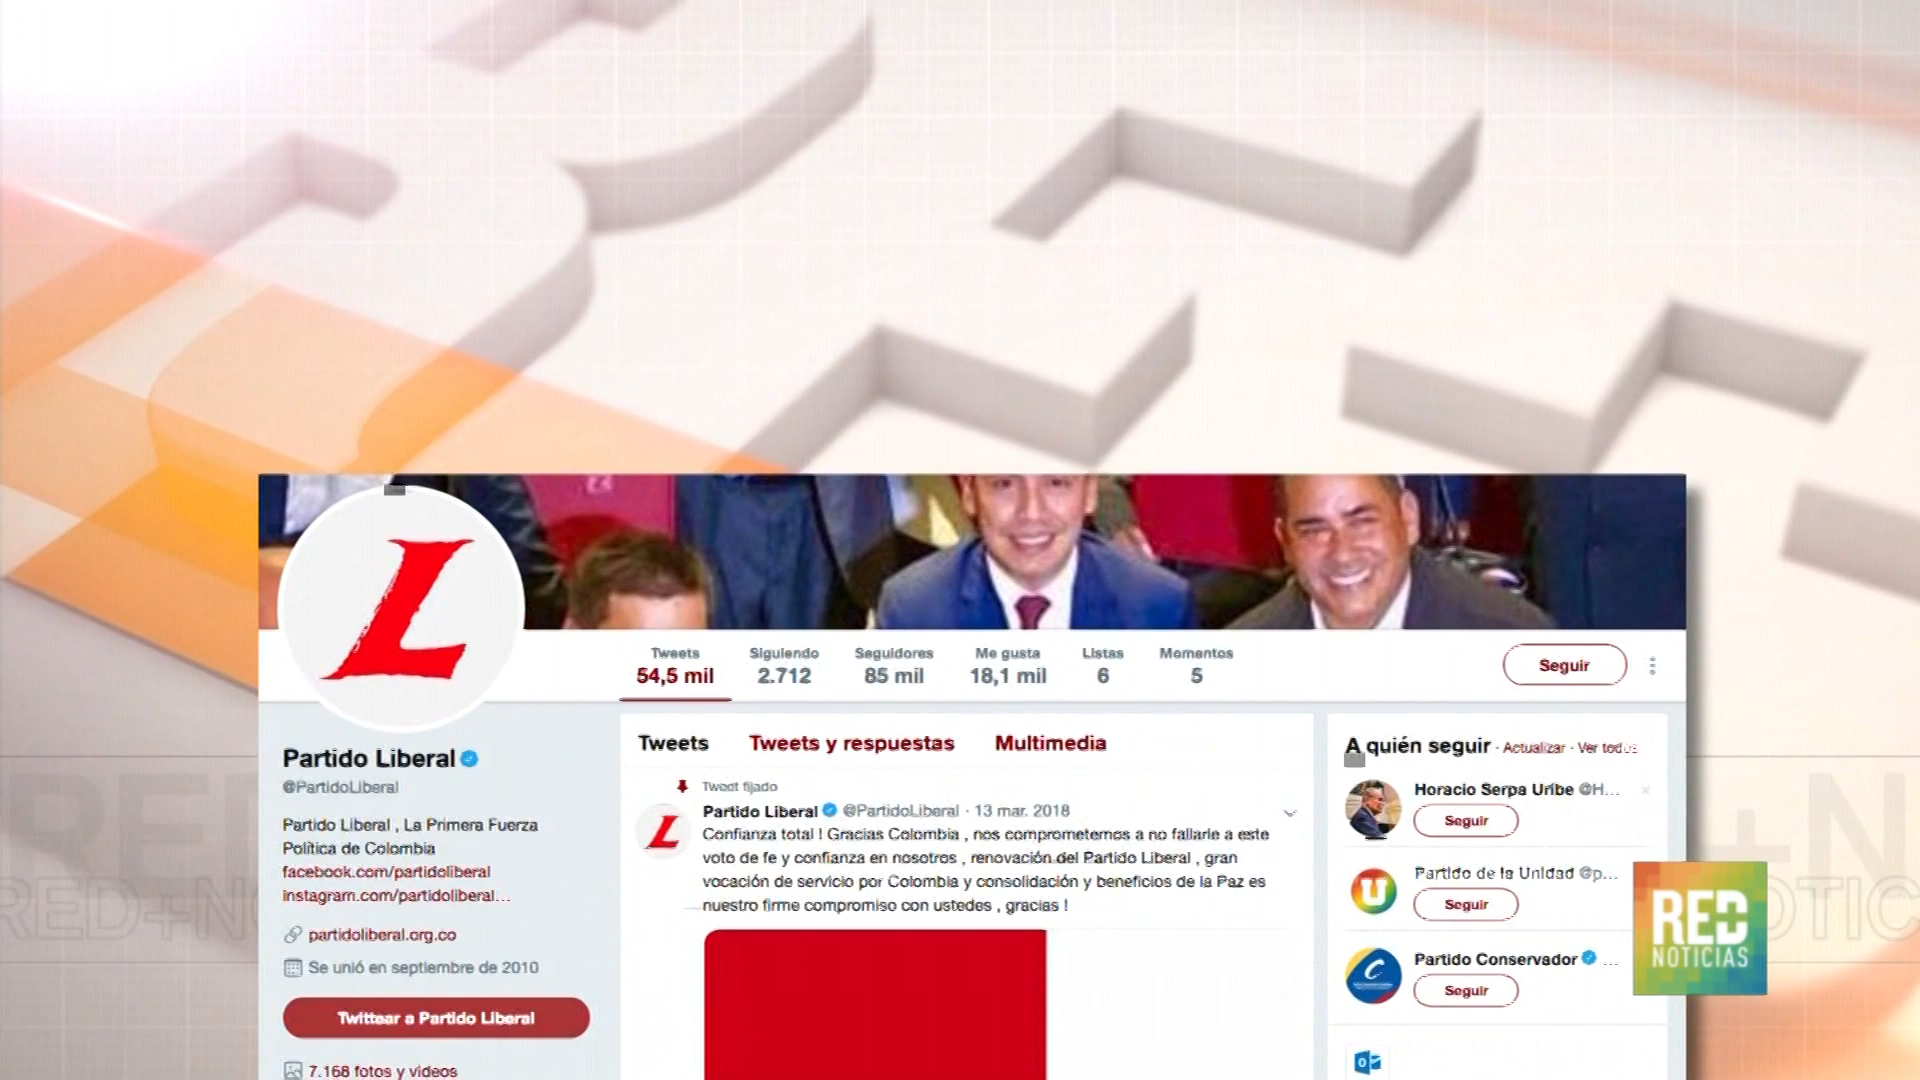 Tweets Siguiendo Seguidores Me gusta Listas Momentos
54,5 mil 2.712 85 mil 18,1 mil 6 5
Seguir
Partido Liberal
@PartidoLiberal
Partido Liberal , La Primera Fuerza
Política de Colombia
facebook.com/partidoliberal
instagram.com/partidoliberal...
partidoliberal.org.co
Se unió en septiembre de 2010
Twittear a Partido Liberal
7.168 fotos y videos
Tweets Tweets y respuestas Multimedia
Tweet fijado
Partido Liberal @PartidoLiberal · 13 mar. 2018
Confianza total ! Gracias Colombia , nos comprometemos a no fallarle a este
voto de fe y confianza en nosotros , renovación del Partido Liberal , gran
vocación de servicio por Colombia y consolidación y beneficios de la Paz es
nuestro firme compromiso con ustedes , gracias !
A quién seguir · Actualizar · Ver todos
Horacio Serpa Uribe @H...
Seguir
Partido de la Unidad @p...
Seguir
Partido Conservador ...
Seguir
RED
NOTICIAS